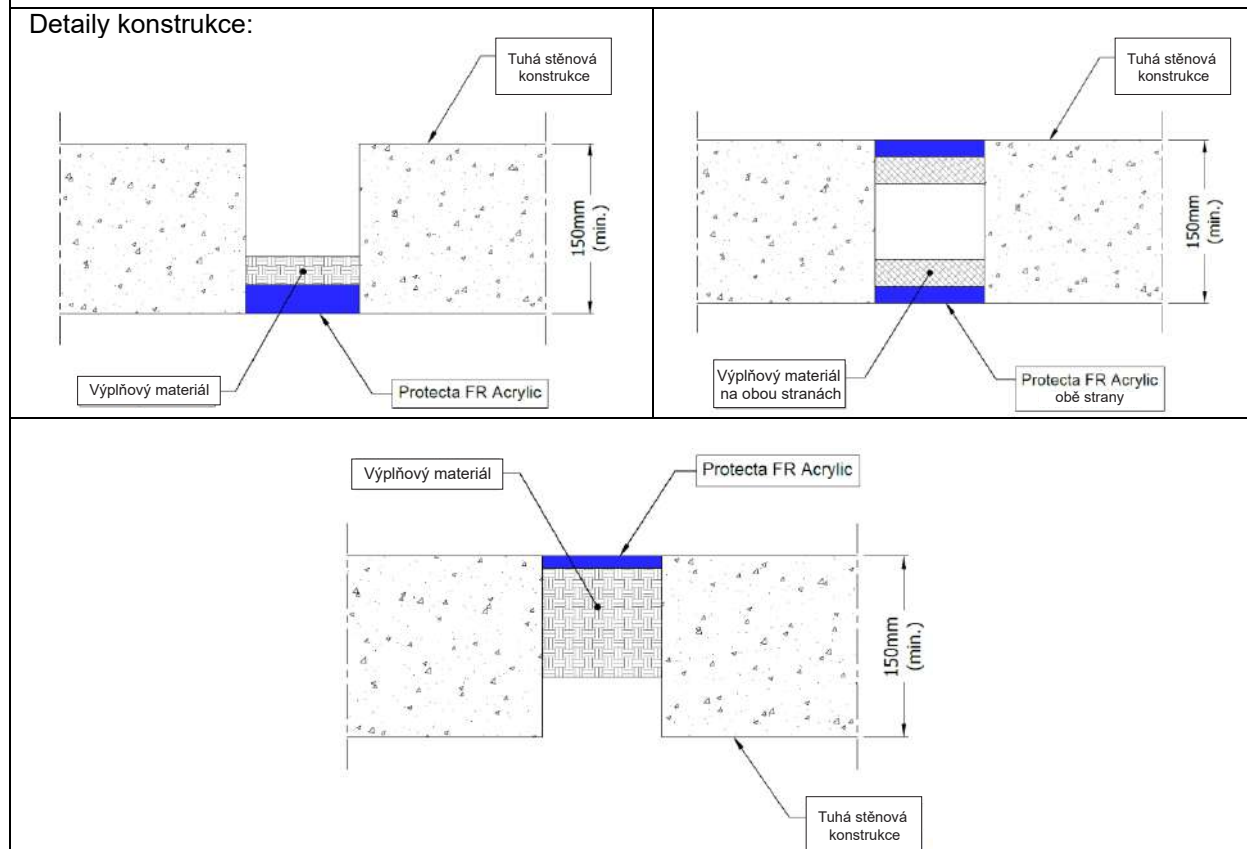 Detaily konstrukce:
Tuhá stěnová
konstrukce
150mm
(min.)
Výplňový materiál
Protecta FR Acrylic
Tuhá stěnová
konstrukce
150mm
(min.)
Výplňový materiál
na obou stranách
Protecta FR Acrylic
obě strany
Výplňový materiál
Protecta FR Acrylic
150mm
(min.)
Tuhá stěnová
konstrukce